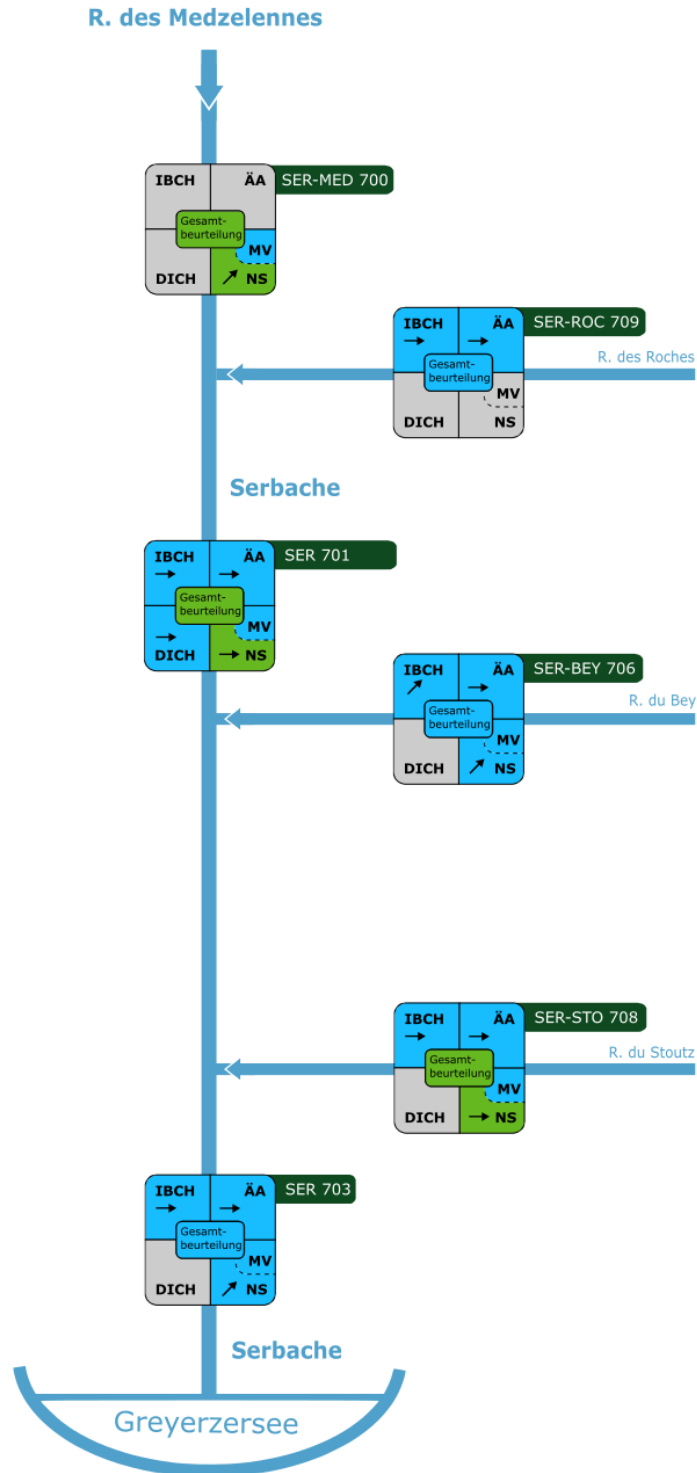 R. des Medzelennes
IBCH ÄA SER-MED 700
Gesamt-
beurteilung
MV
DICH NS
IBCH ÄA SER-ROC 709
R. des Roches
Gesamt-
beurteilung
MV
DICH NS
Serbache
IBCH ÄA SER 701
Gesamt-
beurteilung
MV
DICH NS
IBCH ÄA SER-BEY 706
R. du Bey
Gesamt-
beurteilung
MV
DICH NS
IBCH ÄA SER-STO 708
R. du Stoutz
Gesamt-
beurteilung
MV
DICH NS
IBCH ÄA SER 703
Gesamt-
beurteilung
MV
DICH NS
Serbache
Greyerzersee